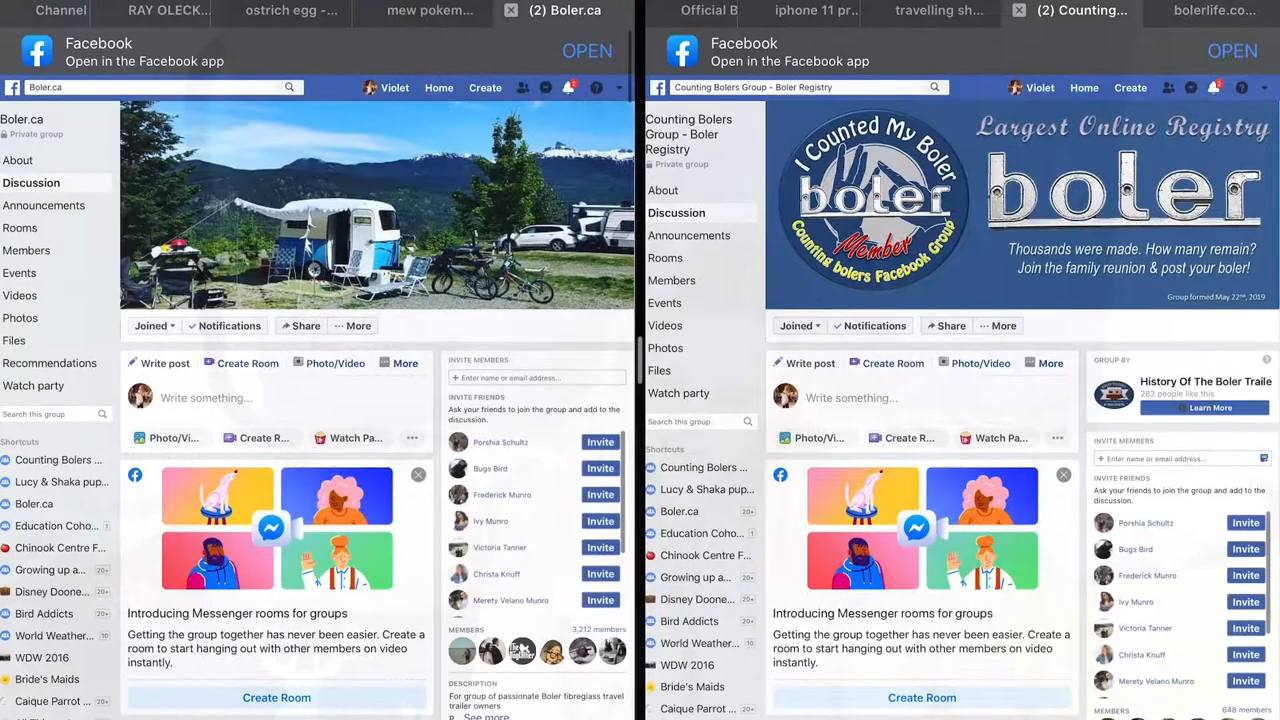 Channel
RAY OLECK...
ostrich egg -...
mew pokem...
(2) Boler.ca
Facebook
Open in the Facebook app
OPEN
Boler.ca
Violet
Home
Create
2
Boler.ca
Private group
About
Discussion
Announcements
Rooms
Members
Events
Videos
Photos
Files
Recommendations
Watch party
Search this group
Shortcuts
Counting Bolers ...
Lucy & Shaka pup...
Boler.ca
Education Coho... 1
Chinook Centre F...
Growing up a... 20+
Disney Doone... 20+
Bird Addicts 20+
World Weather... 10
WDW 2016
Bride's Maids
Caique Parrot ... 20+
Joined
Notifications
Share
More
Write post
Create Room
Photo/Video
More
Write something...
Photo/Vi...
Create R...
Watch Pa...
Introducing Messenger rooms for groups
Getting the group together has never been easier. Create a
room to start hanging out with other members on video
instantly.
Create Room
INVITE MEMBERS
Enter name or email address...
INVITE FRIENDS
Ask your friends to join the group and add to the
discussion.
Porshia Schultz Invite
Bugs Bird Invite
Frederick Munro Invite
Ivy Munro Invite
Victoria Tanner Invite
Christa Knuff Invite
Merety Velano Munro Invite
MEMBERS 3,212 members
DESCRIPTION
For group of passionate Boler fibreglass travel
trailer owners
See more
Official B
iphone 11 pr...
travelling sh...
(2) Counting...
bolerlife.co...
Facebook
Open in the Facebook app
OPEN
Counting Bolers Group - Boler Registry
Violet
Home
Create
2
Counting Bolers
Group - Boler
Registry
Private group
About
Discussion
Announcements
Rooms
Members
Events
Videos
Photos
Files
Watch party
Search this group
Shortcuts
Counting Bolers ...
Lucy & Shaka pup...
Boler.ca 20+
Education Coho... 1
Chinook Centre F...
Growing up a... 20+
Disney Doone... 20+
Bird Addicts 20+
World Weather... 10
WDW 2016
Bride's Maids
Caique Parrot ... 20+
I Counted My Boler
boler
Member
Counting bolers Facebook Group
Largest Online Registry
boler
Thousands were made. How many remain?
Join the family reunion & post your boler!
Group formed May 22nd, 2019
Joined
Notifications
Share
More
Write post
Create Room
Photo/Video
More
Write something...
Photo/Vi...
Create R...
Watch Pa...
Introducing Messenger rooms for groups
Getting the group together has never been easier. Create a
room to start hanging out with other members on video
instantly.
Create Room
GROUP BY
History Of The Boler Traile
282 people like this
Learn More
INVITE MEMBERS
Enter name or email address...
INVITE FRIENDS
Ask your friends to join the group and add to the
discussion.
Porshia Schultz Invite
Bugs Bird Invite
Frederick Munro Invite
Ivy Munro Invite
Victoria Tanner Invite
Christa Knuff Invite
Merety Velano Munro Invite
MEMBERS 648 members